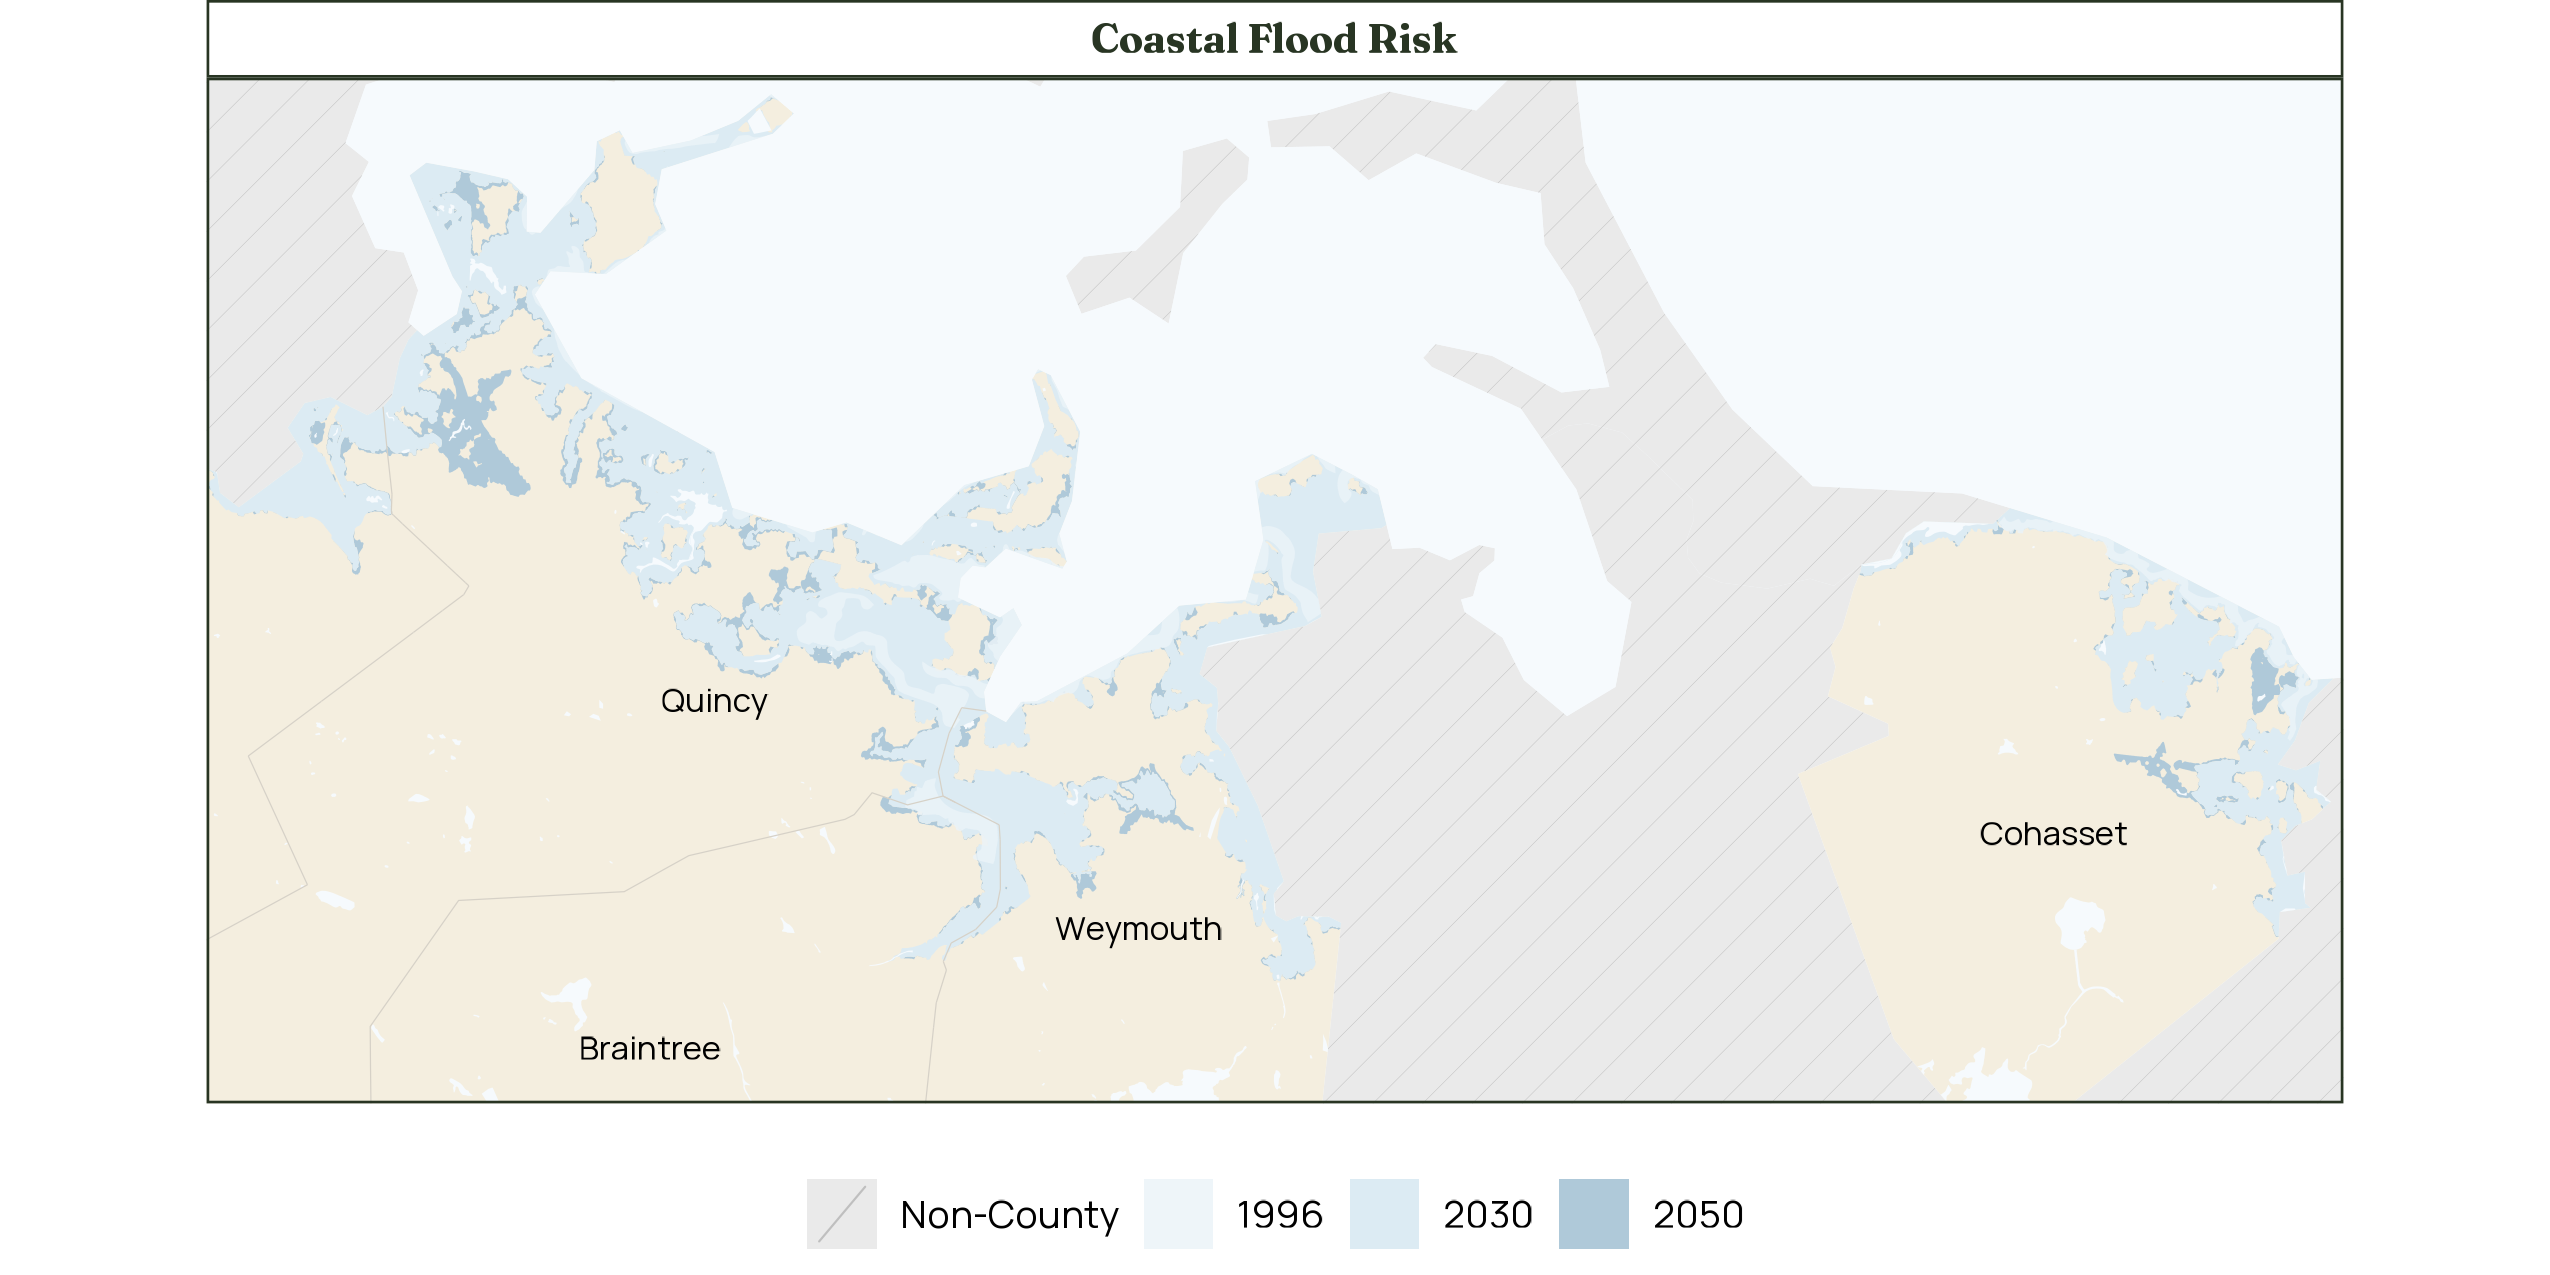 Coastal Flood Risk
Quincy
Cohasset
Weymouth
Braintree
Non-County 1996 2030 2050